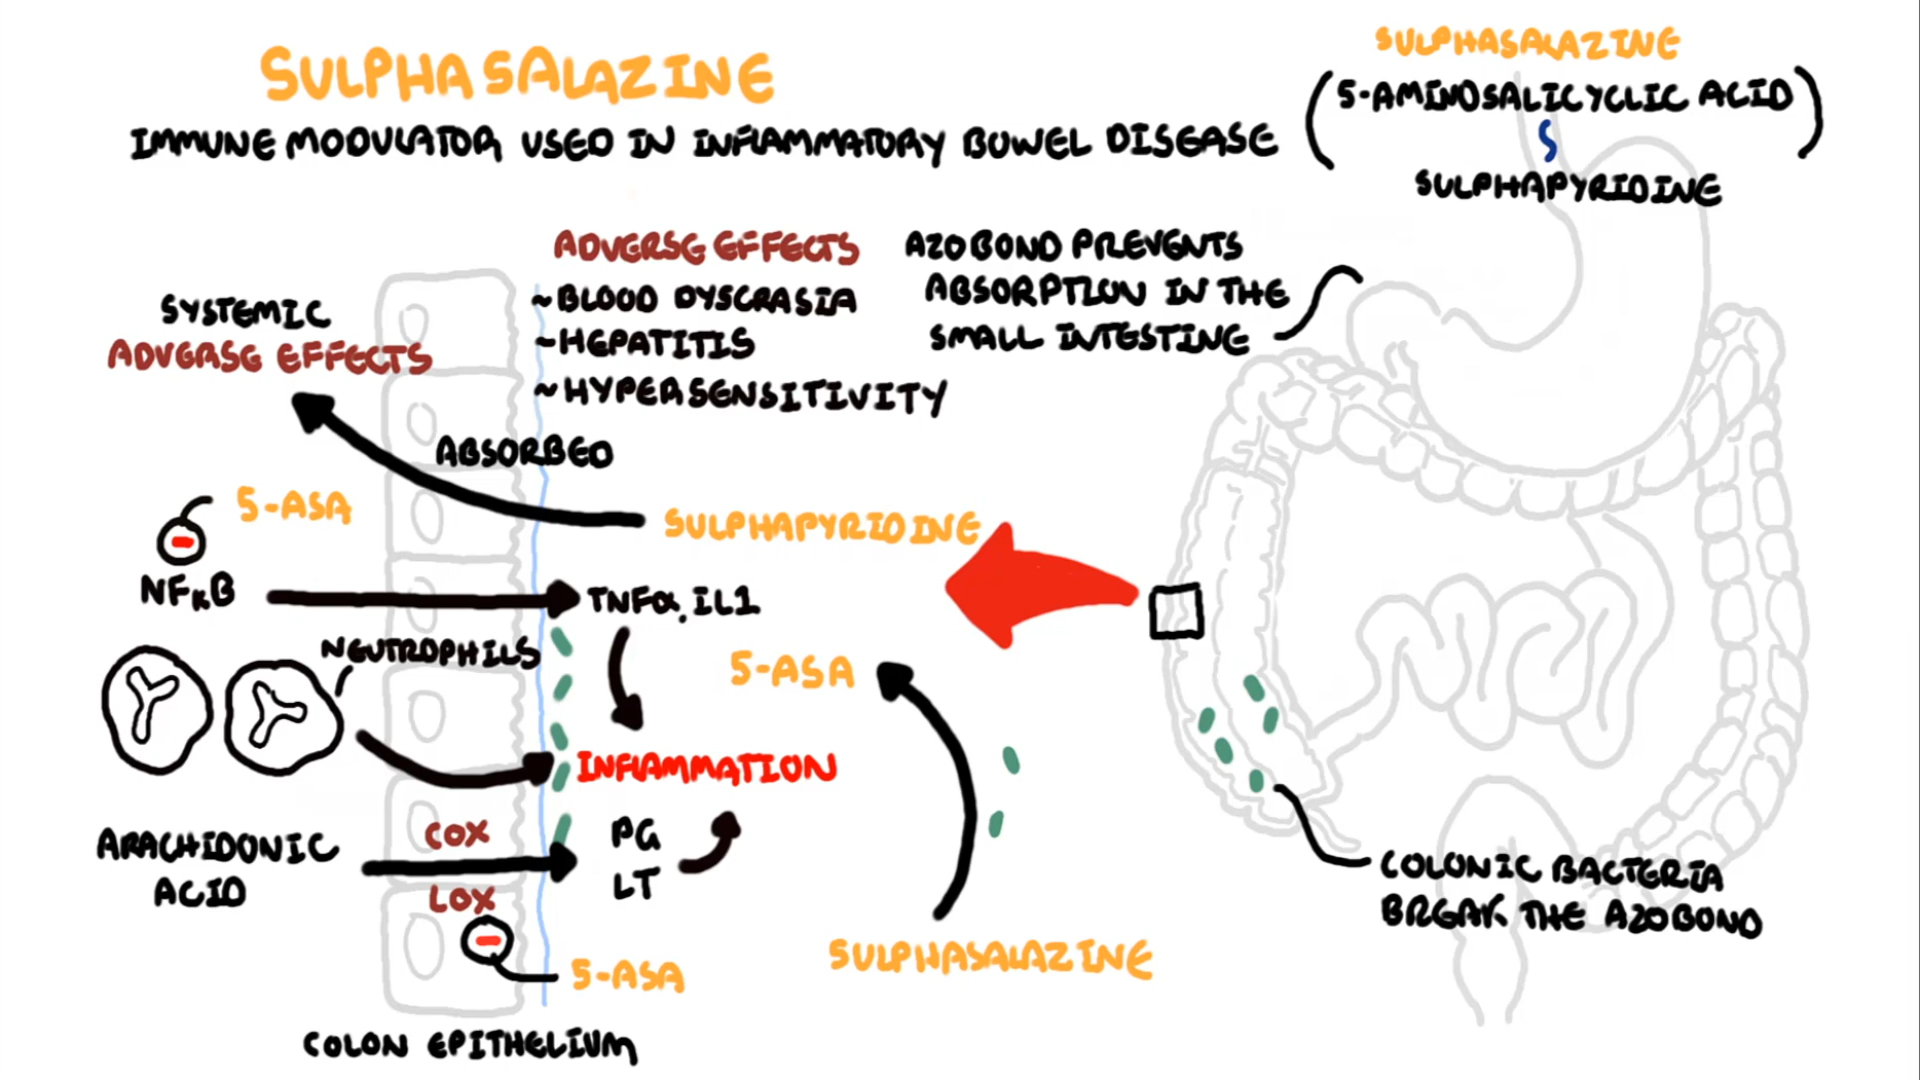 SULPHASALAZINE
IMMUNE MODULATOR USED IN INFLAMMATORY BOWEL DISEASE
SULPHASALAZINE
(5-AMINOSALICYCLIC ACID)
SULPHAPYRIDINE
ADVERSE EFFECTS
~BLOOD DYSCRASIA
~HEPATITIS
~HYPERSENSITIVITY
AZO BOND PREVENTS
ABSORPTION IN THE
SMALL INTESTINE
SYSTEMIC
ADVERSE EFFECTS
ABSORBED
5-ASA
SULPHAPYRIDINE
NFκB
TNFα, IL1
NEUTROPHILS
5-ASA
INFLAMMATION
ARACHIDONIC
ACID
COX
LOX
PG
LT
5-ASA
SULPHASALAZINE
COLONIC BACTERIA
BREAK THE AZO BOND
COLON EPITHELIUM